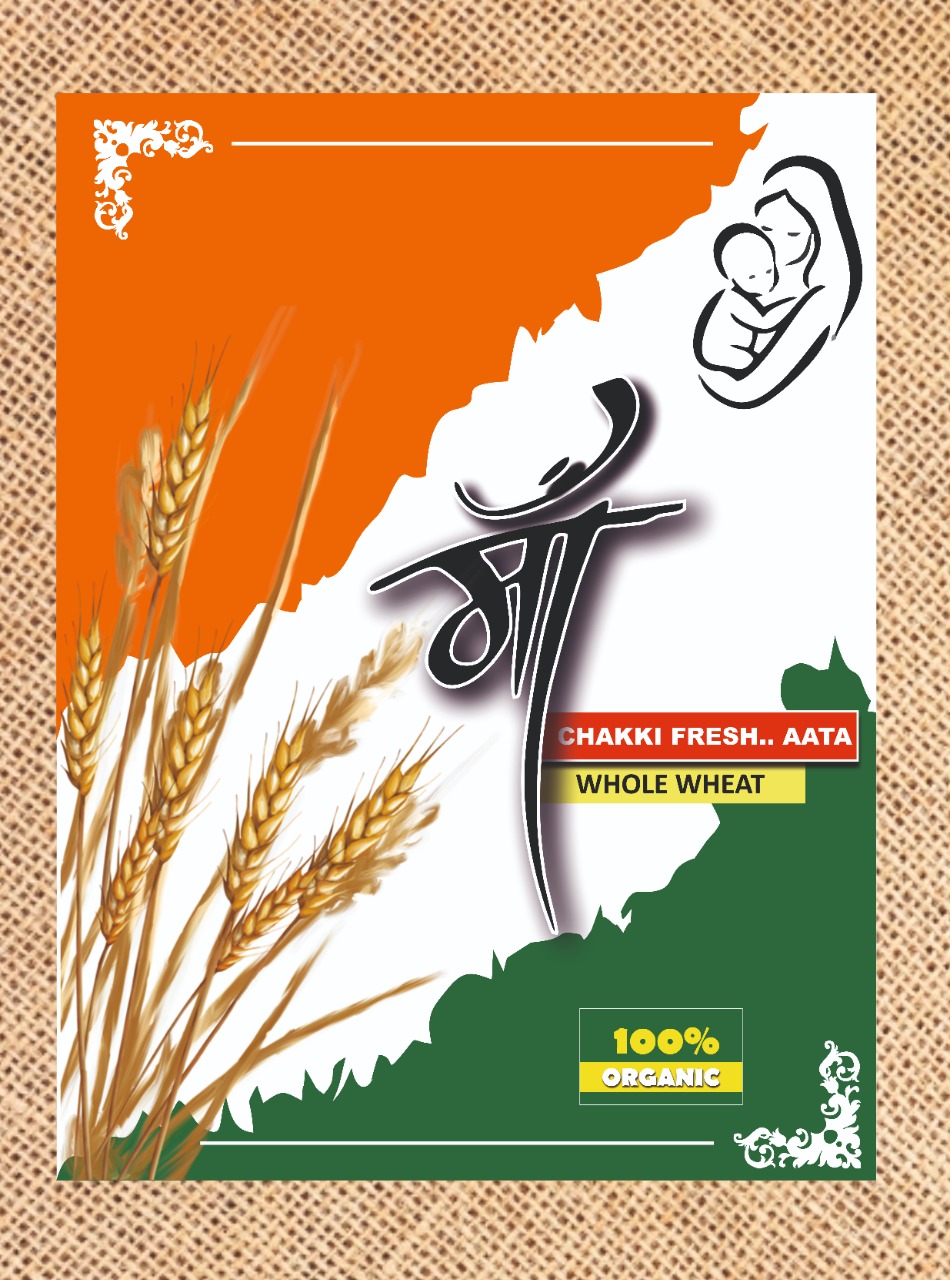 माँ
CHAKKI FRESH.. AATA
WHOLE WHEAT
100%
ORGANIC